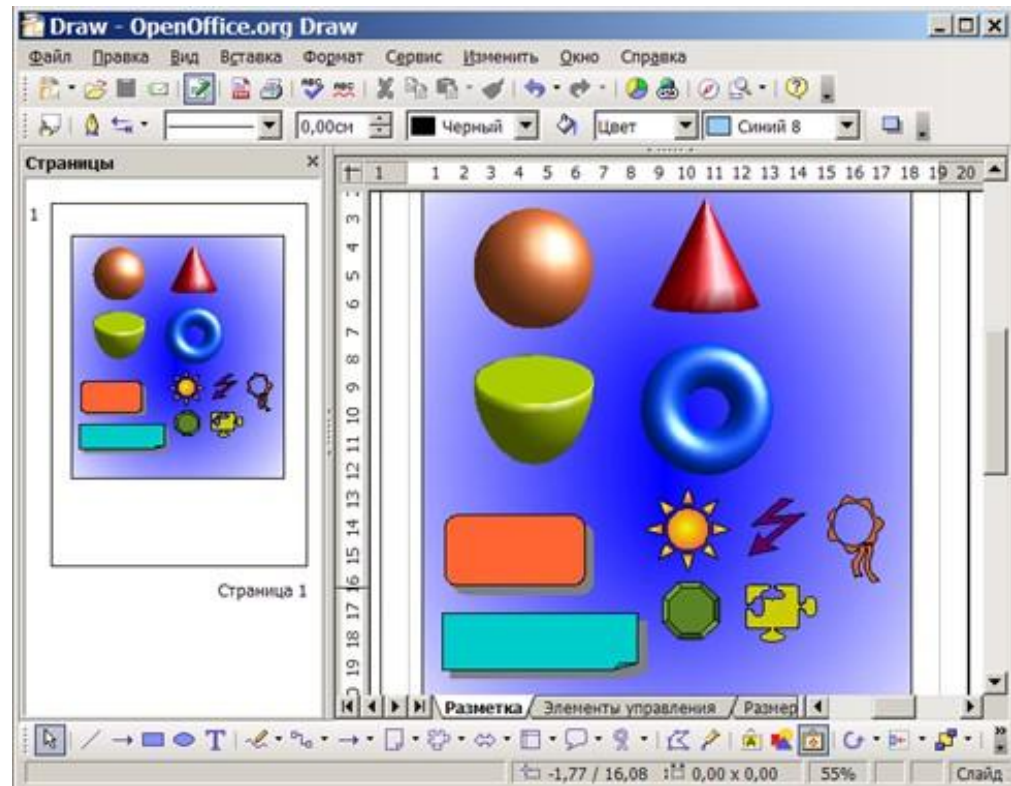 Draw - OpenOffice.org Draw
Файл Правка Вид Вставка Формат Сервис Изменить Окно Справка
ABC ABC
0,00см Черный Цвет Синий 8
Страницы
1 1 2 3 4 5 6 7 8 9 10 11 12 13 14 15 16 17 18 19 20
1
3
4
5
6
7
8
9
10
11
12
13
14
15
16
17
18
19
Страница 1
Разметка Элементы управления Размер
T A
-1,77 / 16,08 0,00 x 0,00 55% Слайд